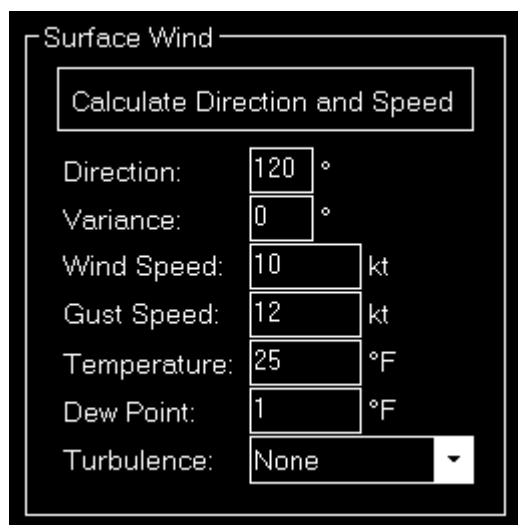 Surface Wind
Calculate Direction and Speed
Direction: 120 °
Variance: 0 °
Wind Speed: 10 kt
Gust Speed: 12 kt
Temperature: 25 °F
Dew Point: 1 °F
Turbulence: None